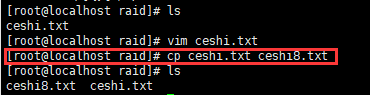 [root@localhost raid]# ls
ceshi.txt
[root@localhost raid]# vim ceshi.txt
[root@localhost raid]# cp ceshi.txt ceshi8.txt
[root@localhost raid]# ls
ceshi8.txt  ceshi.txt